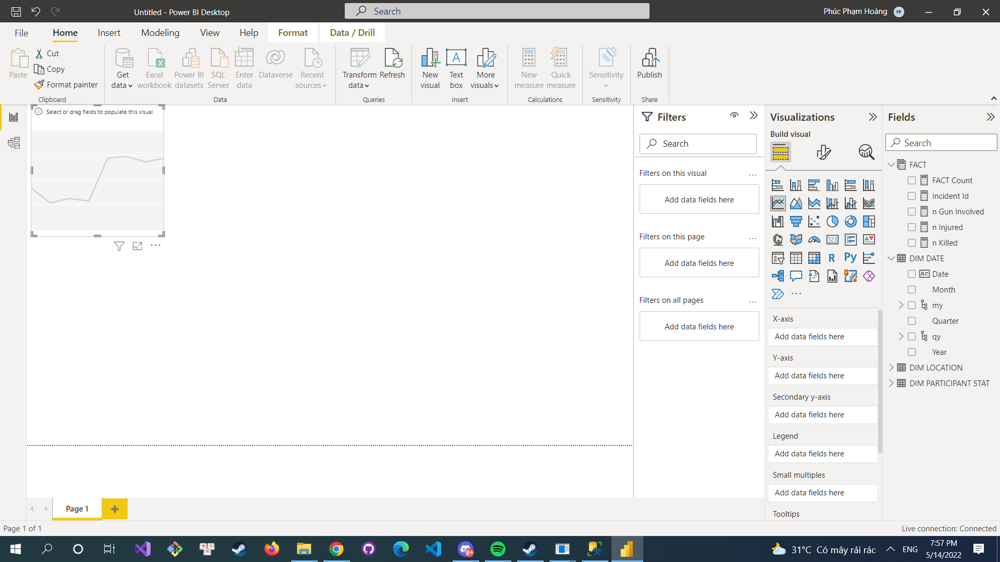 Untitled - Power BI Desktop
Search
Phúc Phạm Hoàng
PP
File
Home
Insert
Modeling
View
Help
Format
Data / Drill
Paste
Cut
Copy
Format painter
Clipboard
Get data
Excel workbook
Power BI datasets
SQL Server
Enter data
Dataverse
Recent sources
Data
Transform data
Refresh
Queries
New visual
Text box
More visuals
Insert
New measure
Quick measure
Calculations
Sensitivity
Sensitivity
Publish
Share
Select or drag fields to populate this visual
Filters
Search
Filters on this visual
Add data fields here
Filters on this page
Add data fields here
Filters on all pages
Add data fields here
Visualizations
Build visual
123
R
Py
X-axis
Add data fields here
Y-axis
Add data fields here
Secondary y-axis
Add data fields here
Legend
Add data fields here
Small multiples
Add data fields here
Tooltips
Fields
Search
FACT
FACT Count
Incident Id
n Gun Involved
n Injured
n Killed
DIM DATE
Date
Month
my
Quarter
qy
Year
DIM LOCATION
DIM PARTICIPANT STAT
Page 1
Page 1 of 1
Live connection: Connected
9+
31°C Có mây rải rác
ENG
7:57 PM
5/14/2022